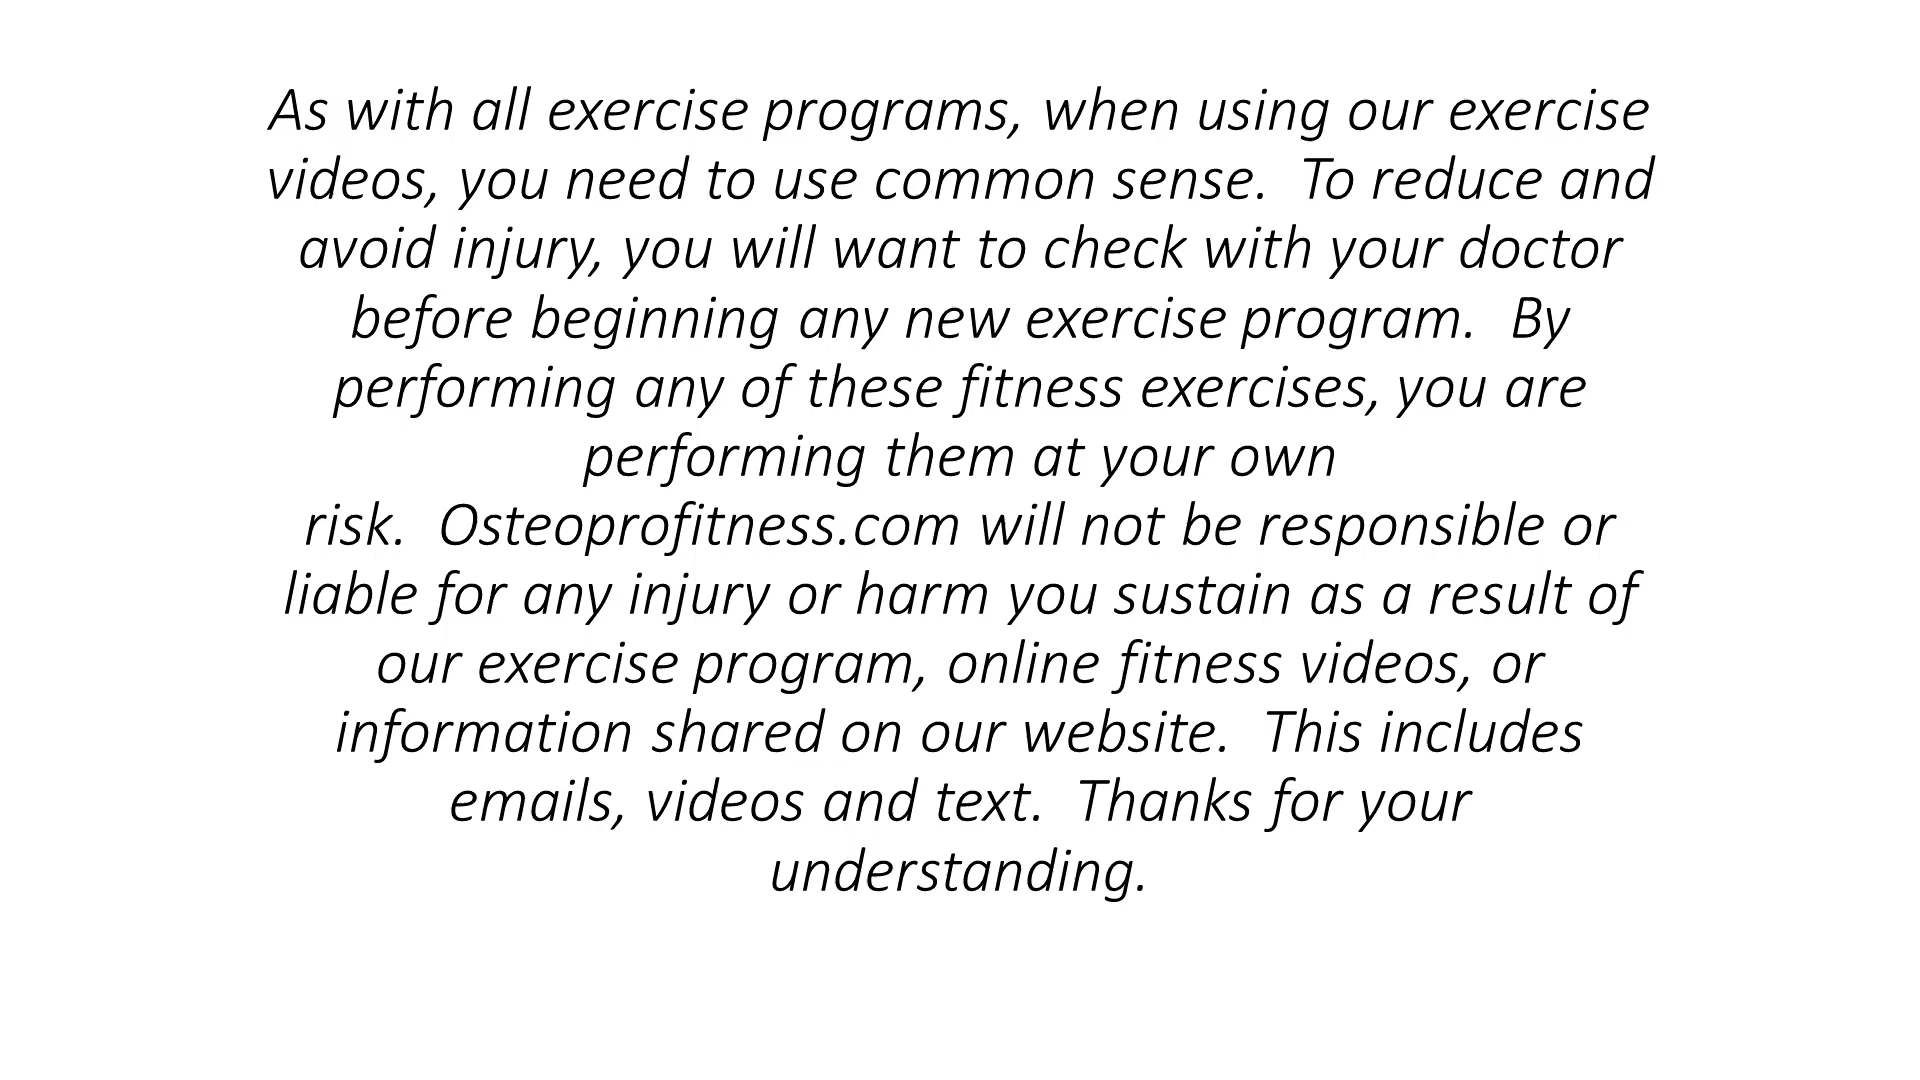 As with all exercise programs, when using our exercise
videos, you need to use common sense.  To reduce and
avoid injury, you will want to check with your doctor
before beginning any new exercise program.  By
performing any of these fitness exercises, you are
performing them at your own
risk.  Osteoprofitness.com will not be responsible or
liable for any injury or harm you sustain as a result of
our exercise program, online fitness videos, or
information shared on our website.  This includes
emails, videos and text.  Thanks for your
understanding.